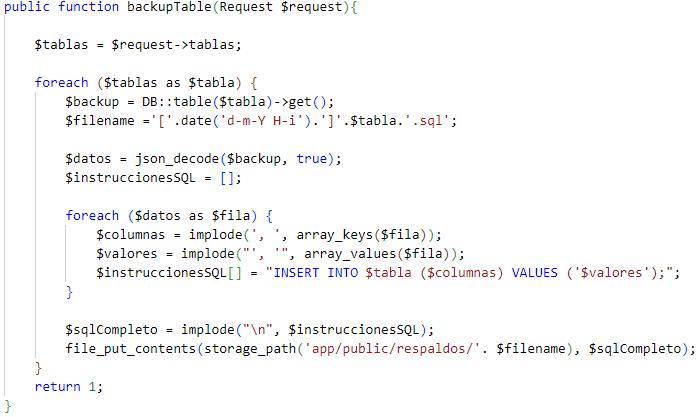 public function backupTable(Request $request){
$tablas = $request->tablas;
foreach ($tablas as $tabla) {
$backup = DB::table($tabla)->get();
$filename ='['.date('d-m-Y H-i').']'.$tabla.'.sql';
$datos = json_decode($backup, true);
$instruccionesSQL = [];
foreach ($datos as $fila) {
$columnas = implode(', ', array_keys($fila));
$valores = implode("', '", array_values($fila));
$instruccionesSQL[] = "INSERT INTO $tabla ($columnas) VALUES ('$valores');";
}
$sqlCompleto = implode("\n", $instruccionesSQL);
file_put_contents(storage_path('app/public/respaldos/'. $filename), $sqlCompleto);
}
return 1;
}